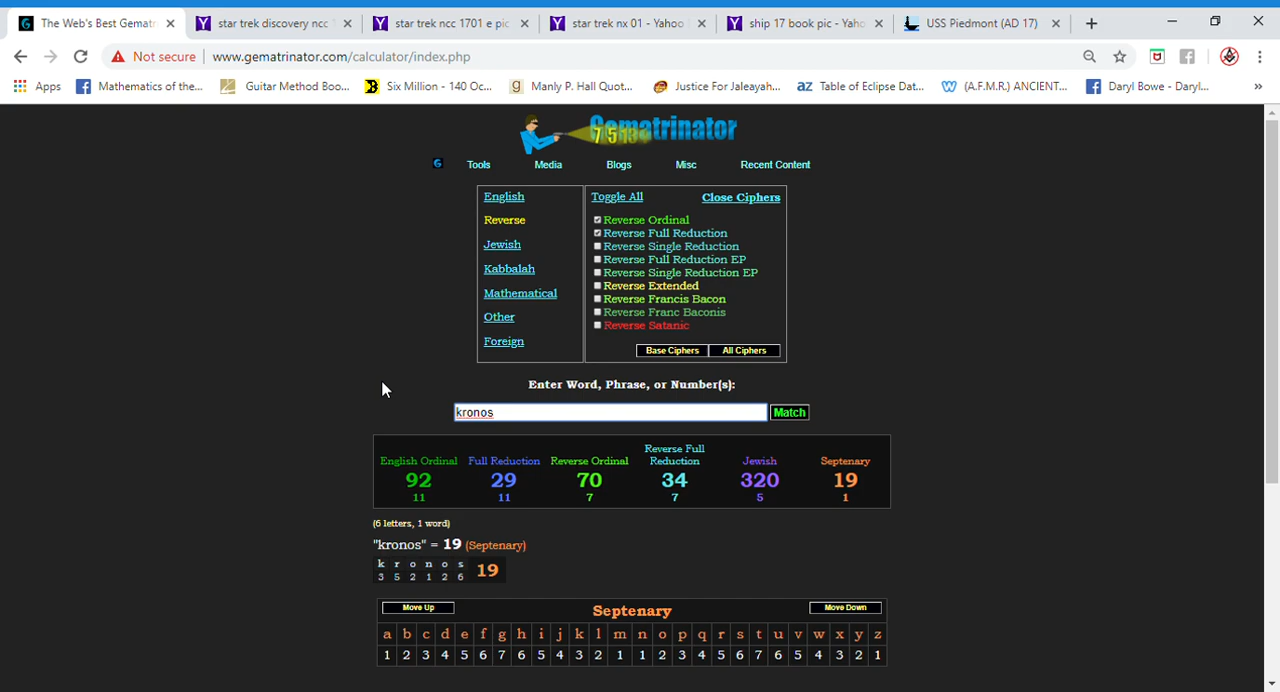 The Web's Best Gematr
star trek discovery ncc
star trek ncc 1701 e pic
star trek nx 01 - Yahoo
ship 17 book pic - Yaho
USS Piedmont (AD 17)
Not secure
www.gematrinator.com/calculator/index.php
Apps
Mathematics of the...
Guitar Method Boo...
Six Million - 140 Oc...
Manly P. Hall Quot...
Justice For Jaleayah...
Table of Eclipse Dat...
(A.F.M.R.) ANCIENT...
Daryl Bowe - Daryl...
Gematrinator
Tools
Media
Blogs
Misc
Recent Content
English
Reverse
Jewish
Kabbalah
Mathematical
Other
Foreign
Toggle All
Close Ciphers
Reverse Ordinal
Reverse Full Reduction
Reverse Single Reduction
Reverse Full Reduction EP
Reverse Single Reduction EP
Reverse Extended
Reverse Francis Bacon
Reverse Franc Baconis
Reverse Satanic
Base Ciphers
All Ciphers
Enter Word, Phrase, or Number(s):
kronos
Match
English Ordinal Full Reduction Reverse Ordinal Reverse Full Reduction Jewish Septenary
92 29 70 34 320 19
11 11 7 7 5 1
(6 letters, 1 word)
"kronos" = 19 (Septenary)
k r o n o s
3 5 2 1 2 6
19
Move Up
Septenary
Move Down
a b c d e f g h i j k l m n o p q r s t u v w x y z
1 2 3 4 5 6 7 6 5 4 3 2 1 1 2 3 4 5 6 7 6 5 4 3 2 1